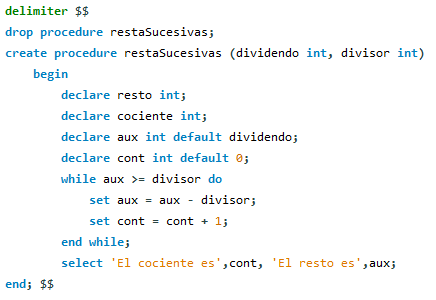 delimiter $$
drop procedure restaSucesivas;
create procedure restaSucesivas (dividendo int, divisor int)
    begin
        declare resto int;
        declare cociente int;
        declare aux int default dividendo;
        declare cont int default 0;
        while aux >= divisor do
            set aux = aux - divisor;
            set cont = cont + 1;
        end while;
        select 'El cociente es',cont, 'El resto es',aux;
end; $$